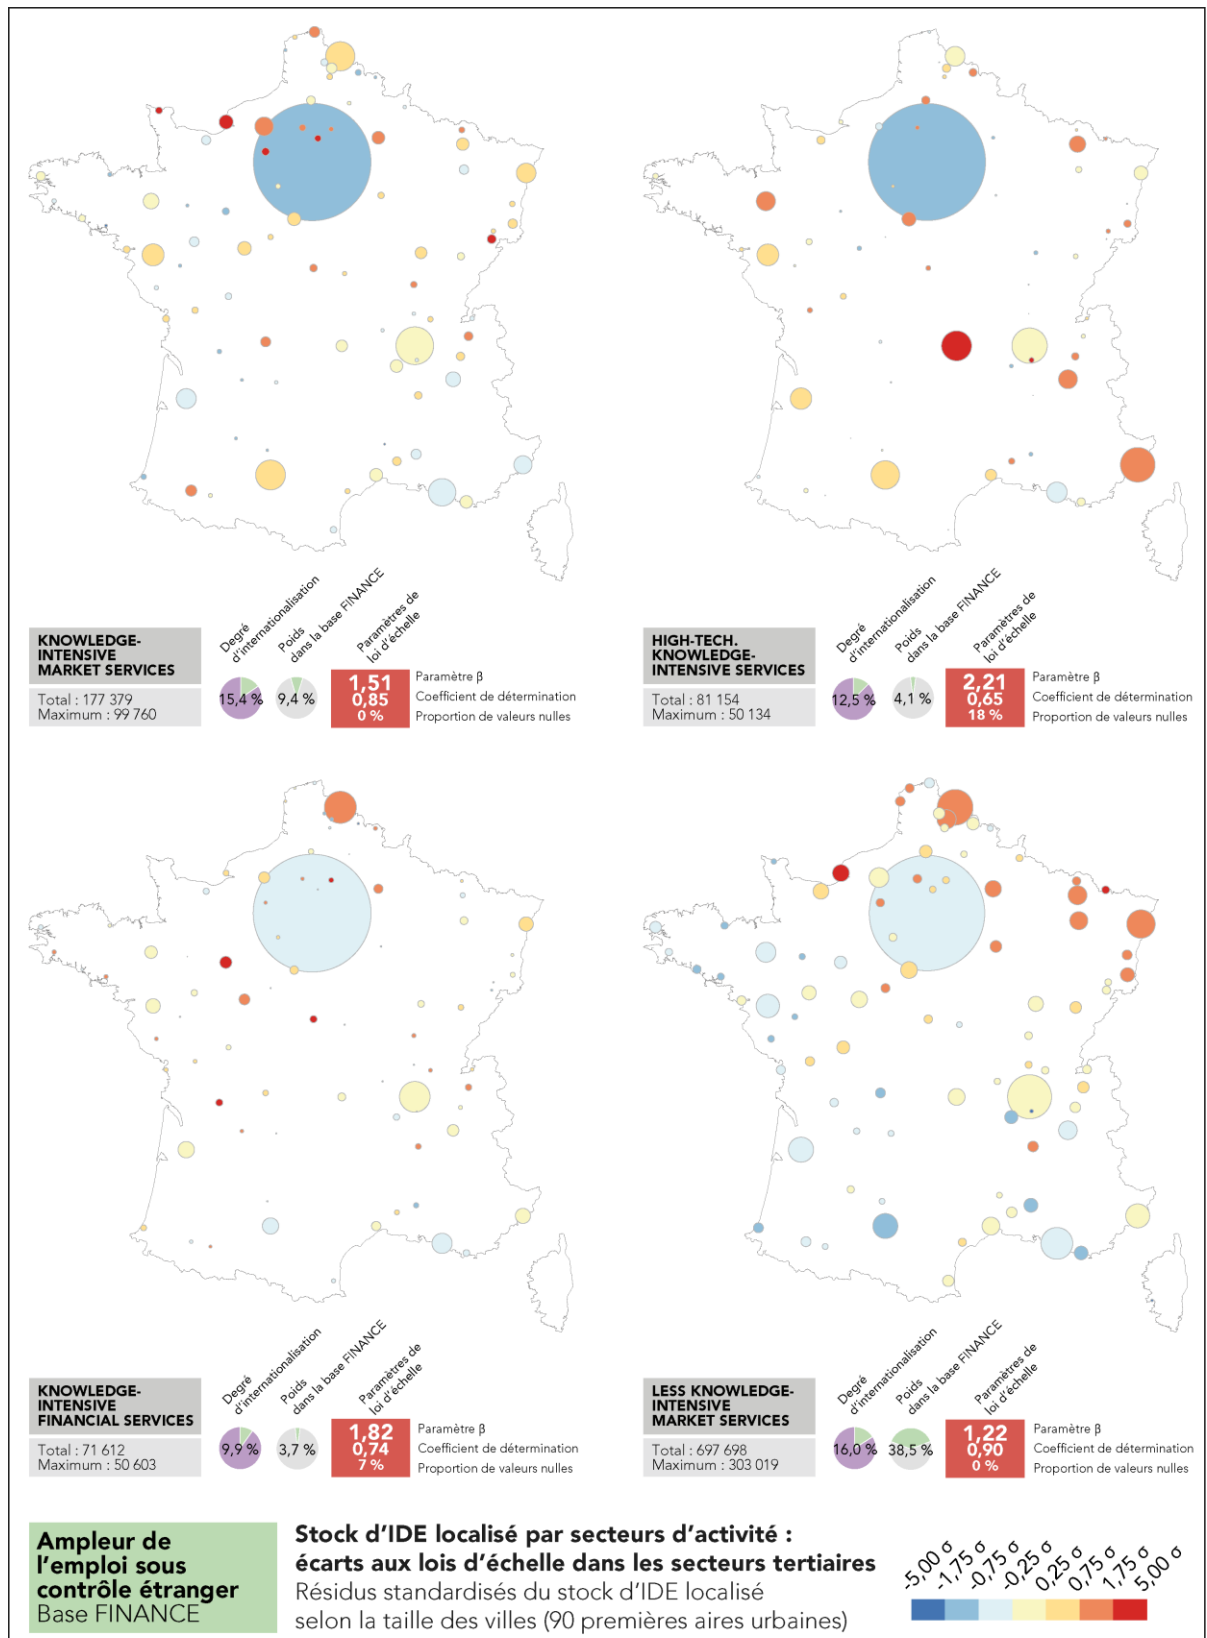 Degré
d'internationalisation
Poids
dans la base FINANCE
Paramètres de
loi d'échelle
KNOWLEDGE-
INTENSIVE
MARKET SERVICES
Total : 177 379
Maximum : 99 760
15,4 %
9,4 %
1,51
0,85
0 %
Paramètre β
Coefficient de détermination
Proportion de valeurs nulles
Degré
d'internationalisation
Poids
dans la base FINANCE
Paramètres de
loi d'échelle
HIGH-TECH.
KNOWLEDGE-
INTENSIVE SERVICES
Total : 81 154
Maximum : 50 134
12,5 %
4,1 %
2,21
0,65
18 %
Paramètre β
Coefficient de détermination
Proportion de valeurs nulles
Degré
d'internationalisation
Poids
dans la base FINANCE
Paramètres de
loi d'échelle
KNOWLEDGE-
INTENSIVE
FINANCIAL SERVICES
Total : 71 612
Maximum : 50 603
9,9 %
3,7 %
1,82
0,74
7 %
Paramètre β
Coefficient de détermination
Proportion de valeurs nulles
Degré
d'internationalisation
Poids
dans la base FINANCE
Paramètres de
loi d'échelle
LESS KNOWLEDGE-
INTENSIVE
MARKET SERVICES
Total : 697 698
Maximum : 303 019
16,0 %
38,5 %
1,22
0,90
0 %
Paramètre β
Coefficient de détermination
Proportion de valeurs nulles
Ampleur de
l'emploi sous
contrôle étranger
Base FINANCE
Stock d'IDE localisé par secteurs d'activité :
écarts aux lois d'échelle dans les secteurs tertiaires
Résidus standardisés du stock d'IDE localisé
selon la taille des villes (90 premières aires urbaines)
-5,00 σ
-1,75 σ
-0,75 σ
-0,25 σ
0,25 σ
0,75 σ
1,75 σ
5,00 σ